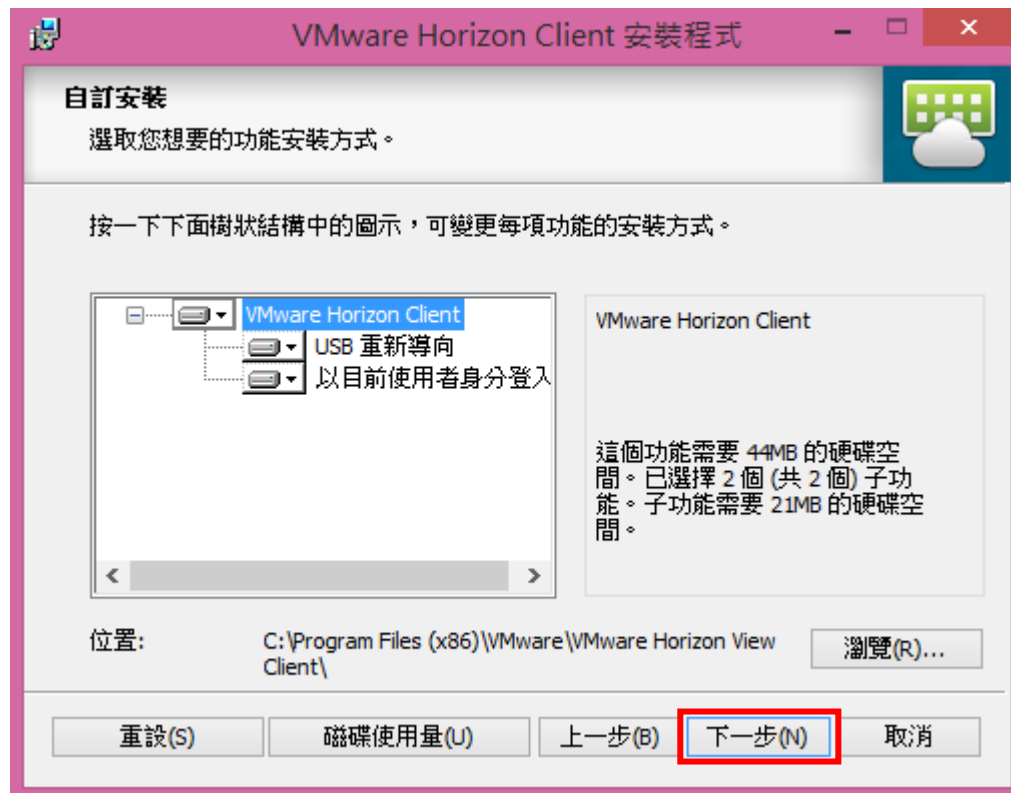 VMware Horizon Client 安裝程式
自訂安裝
選取您想要的功能安裝方式。
按一下下面樹狀結構中的圖示，可變更每項功能的安裝方式。
VMware Horizon Client
USB 重新導向
以目前使用者身分登入
VMware Horizon Client
這個功能需要 44MB 的硬碟空
間。已選擇 2 個 (共 2 個) 子功
能。子功能需要 21MB 的硬碟空
間。
位置:
C:\Program Files (x86)\VMware\VMware Horizon View
Client\
瀏覽(R)...
重設(S)
磁碟使用量(U)
上一步(B)
下一步(N)
取消